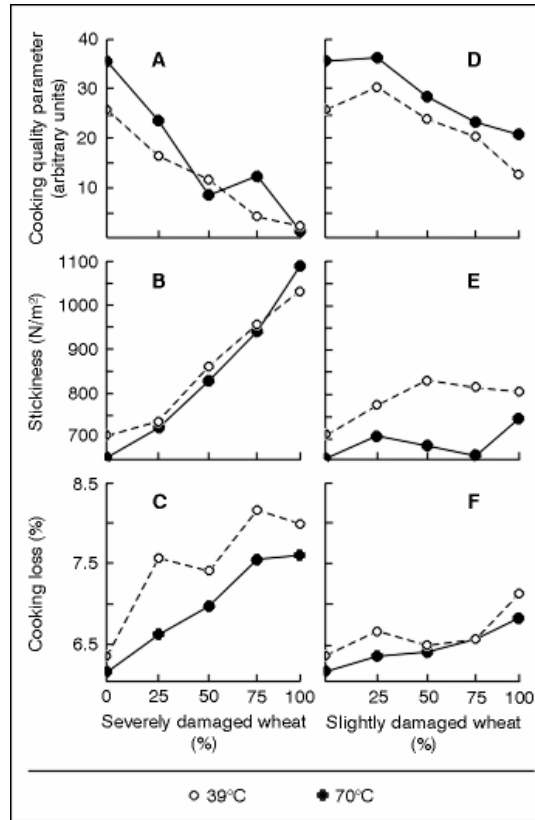 A
D
40
30
20
10
Cooking quality parameter
(arbitrary units)
B
E
1100
1000
900
800
700
Stickiness (N/m²)
C
F
8.5
7.5
6.5
Cooking loss (%)
0 25 50 75 100
25 50 75 100
Severely damaged wheat
(%)
Slightly damaged wheat
(%)
39°C
70°C